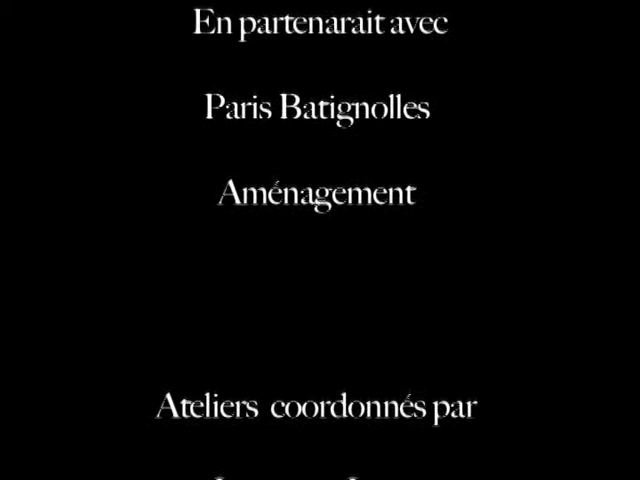 En partenarait avec
Paris Batignolles
Aménagement
Ateliers coordonnés par